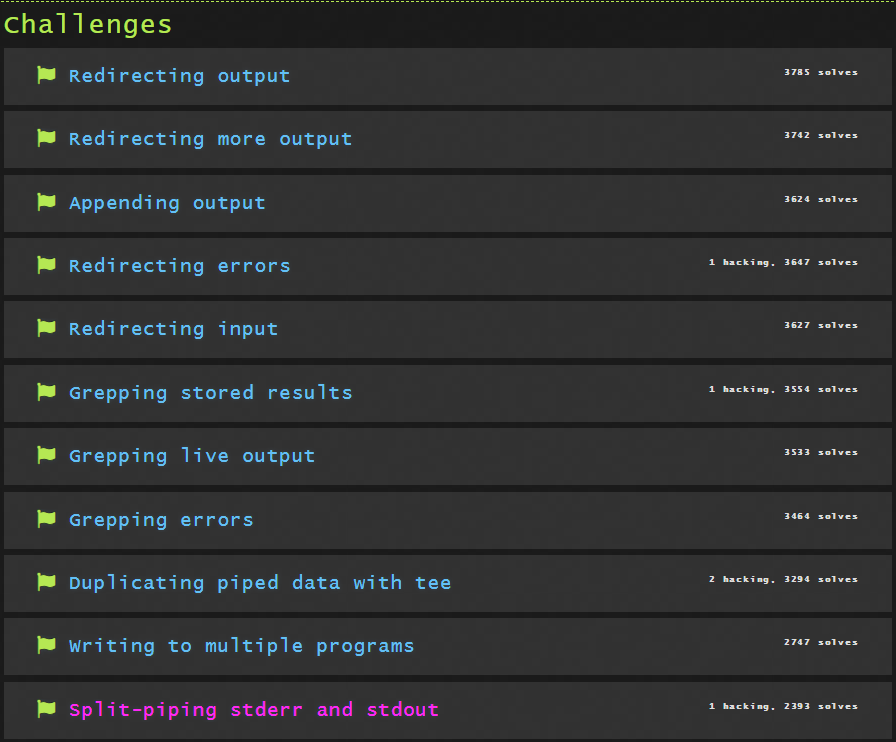 Challenges
Redirecting output 3785 solves
Redirecting more output 3742 solves
Appending output 3624 solves
Redirecting errors 1 hacking, 3647 solves
Redirecting input 3627 solves
Grepping stored results 1 hacking, 3554 solves
Grepping live output 3533 solves
Grepping errors 3464 solves
Duplicating piped data with tee 2 hacking, 3294 solves
Writing to multiple programs 2747 solves
Split-piping stderr and stdout 1 hacking, 2393 solves